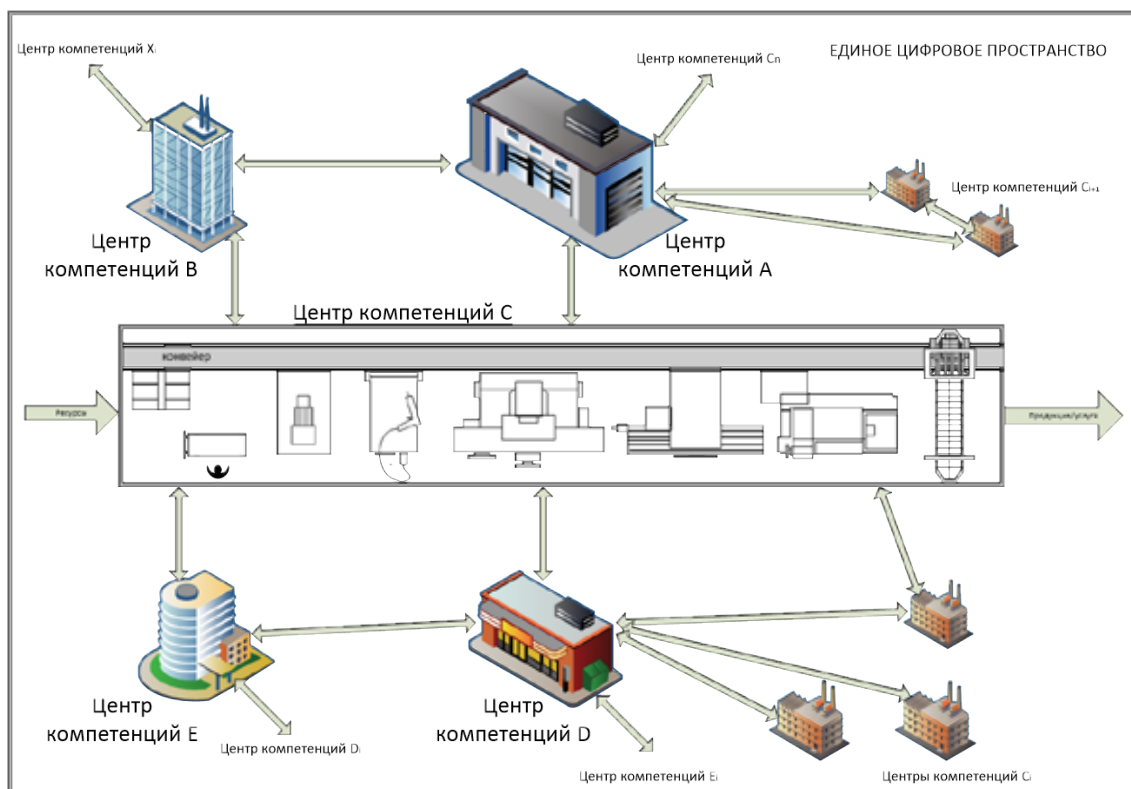 Центр компетенций Xᵢ
Центр компетенций Cn
ЕДИНОЕ ЦИФРОВОЕ ПРОСТРАНСТВО
Центр компетенций Cᵢ₊₁
Центр
компетенций B
Центр
компетенций A
Центр компетенций C
конвейер
Ресурсы
Продукция/услуга
Центр
компетенций E
Центр
компетенций D
Центр компетенций Dᵢ
Центр компетенций Eᵢ
Центры компетенций Cᵢ